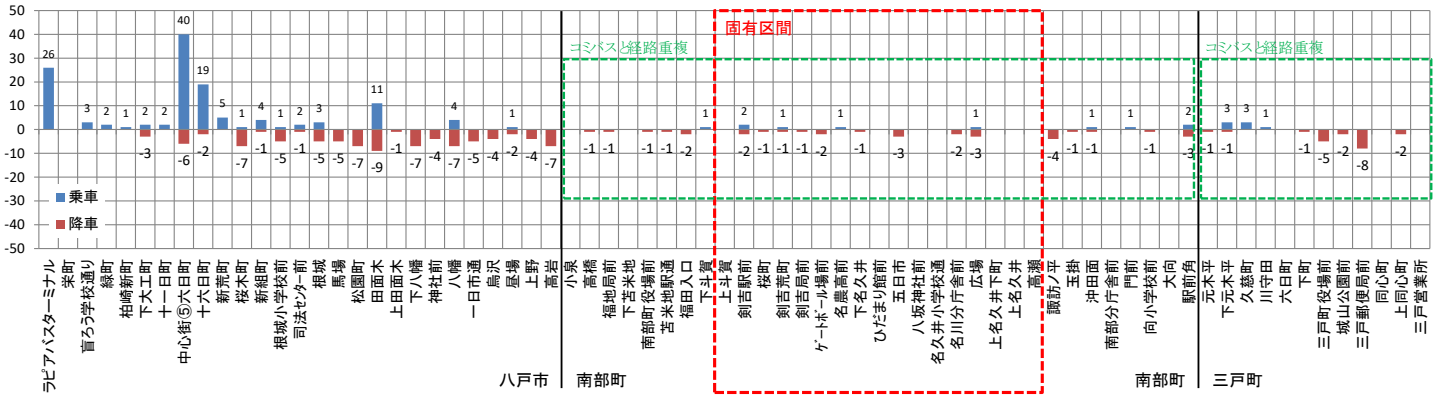 50
40
30
20
10
0
-10
-20
-30
-40
-50
固有区間
コミバスと経路重複
コミバスと経路重複
26
3
2
1
2
2
40
19
5
1
4
1
2
3
11
4
1
1
2
1
1
1
1
1
2
3
3
1
-3
-6
-2
-7
-1
-5
-1
-5
-5
-7
-9
-1
-7
-4
-7
-5
-4
-2
-4
-7
-1
-1
-1
-1
-2
-2
-1
-1
-1
-2
-1
-3
-2
-3
-4
-1
-1
-1
-3
-1
-1
-1
-5
-2
-8
-2
乗車
降車
ラピアバスターミナル
栄町
盲ろう学校通り
緑町
柏崎新町
下大工町
十一日町
中心街⑤六日町
十六日町
新荒町
桜木町
新組町
根城小学校前
司法センター前
根城
馬場
松園町
田面木
上田面木
下八幡
神社前
八幡
一日市通
鳥沢
昼場
上野
高岩
小泉
高橋
福地局前
下苫米地
南部町役場前
苫米地駅通
福田入口
下斗賀
上斗賀
剣吉駅前
桜町
剣吉荒町
剣吉局前
ゲートボール場前
名農高前
下名久井
ひだまり館前
五日市
八坂神社前
名久井小学校通
名川分庁舎前
広場
上名久井下町
上名久井
高瀬
諏訪ノ平
玉掛
沖田面
南部分庁舎前
門前
向小学校前
大向
駅前角
元木平
下元木平
久慈町
川守田
六日町
下町
三戸町役場前
城山公園前
三戸郵便局前
同心町
上同心町
三戸営業所
八戸市
南部町
南部町
三戸町